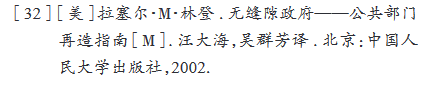 [32][美]拉塞尔·M·林登.无缝隙政府——公共部门
再造指南[M].汪大海,吴群芳译.北京:中国人
民大学出版社,2002.